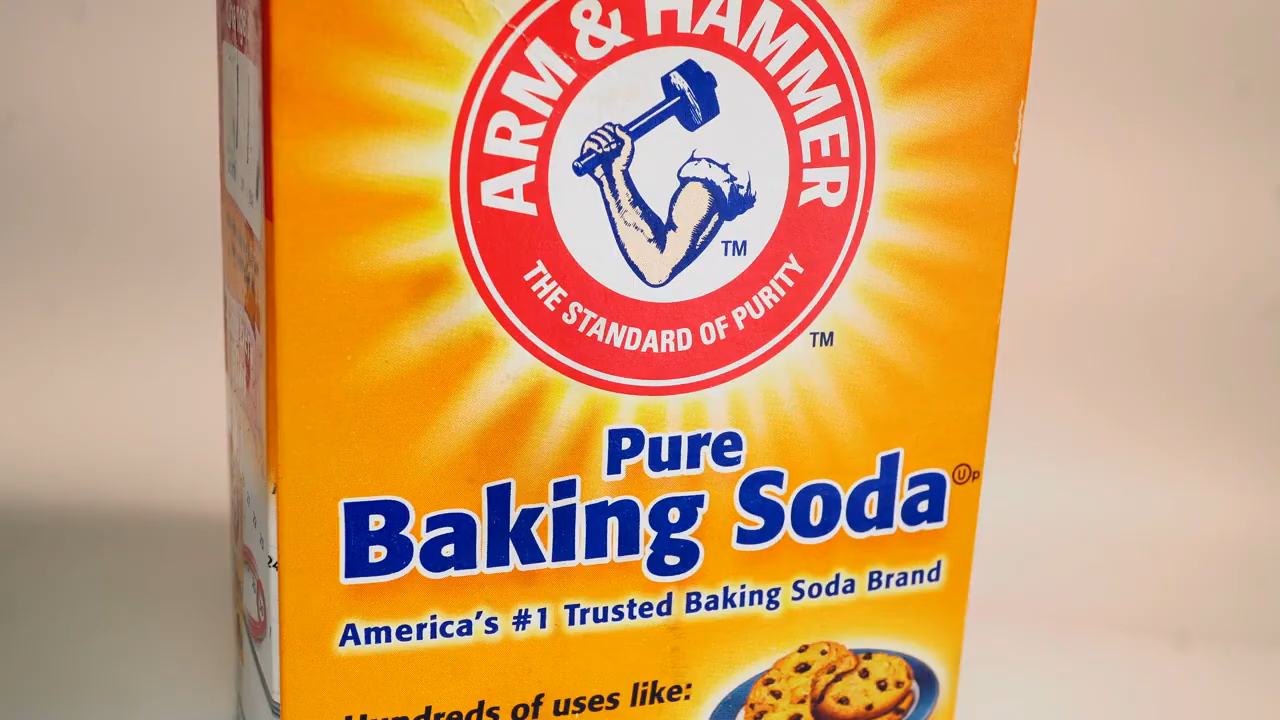 ARM & HAMMER
TM
THE STANDARD OF PURITY
TM
Pure
Baking Soda
U P
America's #1 Trusted Baking Soda Brand
Hundreds of uses like:
24